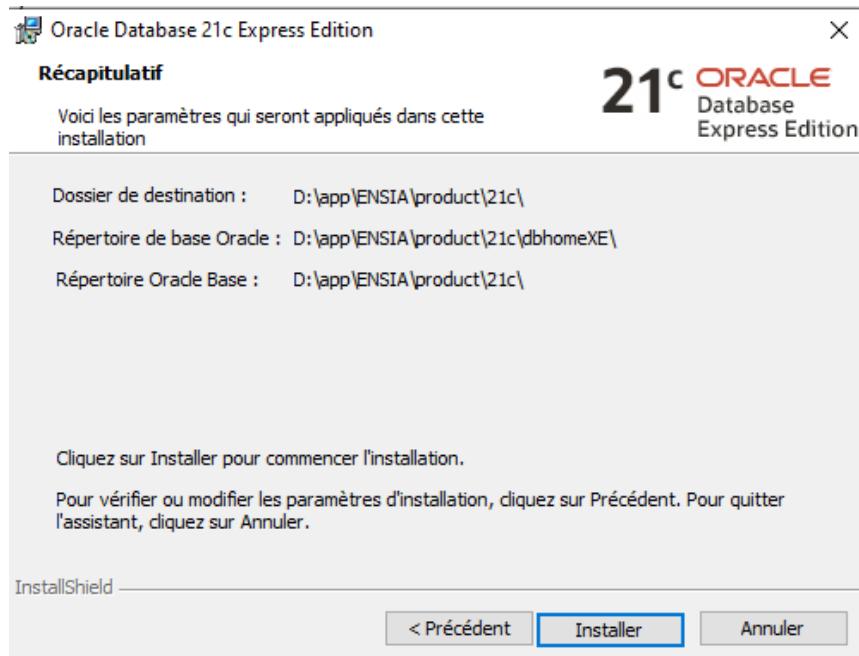 Oracle Database 21c Express Edition
Récapitulatif
Voici les paramètres qui seront appliqués dans cette
installation
21c ORACLE
Database
Express Edition
Dossier de destination : D:\app\ENSIA\product\21c\
Répertoire de base Oracle : D:\app\ENSIA\product\21c\dbhomeXE\
Répertoire Oracle Base : D:\app\ENSIA\product\21c\
Cliquez sur Installer pour commencer l'installation.
Pour vérifier ou modifier les paramètres d'installation, cliquez sur Précédent. Pour quitter
l'assistant, cliquez sur Annuler.
InstallShield
< Précédent Installer Annuler